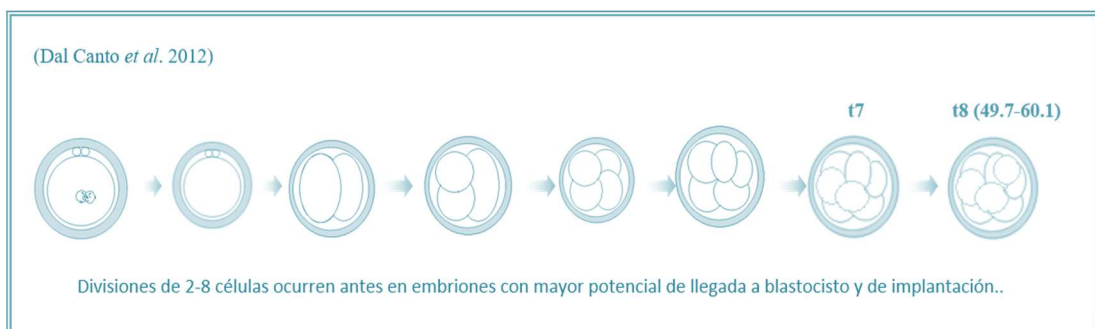 (Dal Canto et al. 2012)
t7
t8 (49.7-60.1)
Divisiones de 2-8 células ocurren antes en embriones con mayor potencial de llegada a blastocisto y de implantación..